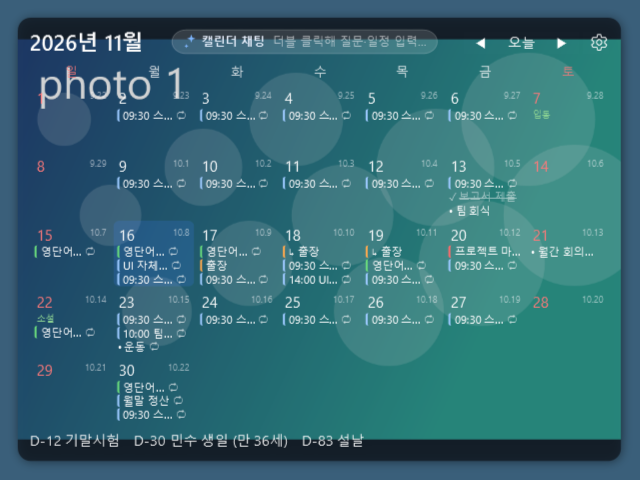 2026년 11월
캘린더 채팅 더블 클릭해 질문·일정 입력...
◀ 오늘 ▶
일 월 화 수 목 금 토
photo 1
1 9.22 2 9.23 3 9.24 4 9.25 5 9.26 6 9.27 7 9.28
09:30 스... 09:30 스... 09:30 스... 09:30 스... 09:30 스... 입동
8 9.29 9 10.1 10 10.2 11 10.3 12 10.4 13 10.5 14 10.6
09:30 스... 09:30 스... 09:30 스... 09:30 스... 09:30 스...
✓보고서 제출
• 팀 회식
15 10.7 16 10.8 17 10.9 18 10.10 19 10.11 20 10.12 21 10.13
영단어... 영단어... 영단어... ↳ 출장 ↳ 출장 프로젝트 마... • 월간 회의...
UI 자체... 출장 09:30 스... 영단어... 09:30 스...
09:30 스... 09:30 스... 14:00 UI... 09:30 스...
22 10.14 23 10.15 24 10.16 25 10.17 26 10.18 27 10.19 28 10.20
소설 09:30 스... 09:30 스... 09:30 스... 09:30 스... 09:30 스...
영단어... 10:00 팀...
• 운동
29 10.21 30 10.22
영단어...
월말 정산
09:30 스...
D-12 기말시험 D-30 민수 생일 (만 36세) D-83 설날